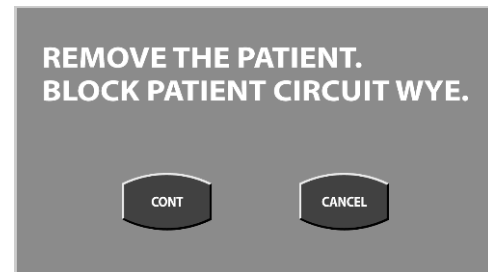 REMOVE THE PATIENT.
BLOCK PATIENT CIRCUIT WYE.
CONT
CANCEL